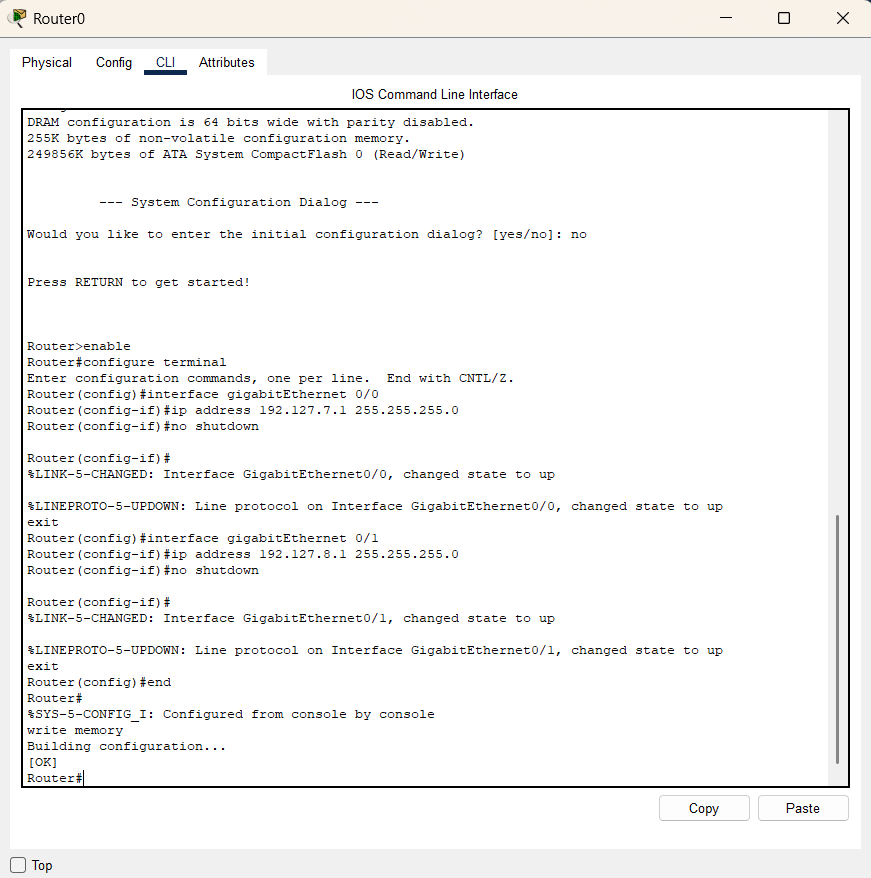 Router0
Physical Config CLI Attributes
IOS Command Line Interface
DRAM configuration is 64 bits wide with parity disabled.
255K bytes of non-volatile configuration memory.
249856K bytes of ATA System CompactFlash 0 (Read/Write)
--- System Configuration Dialog ---
Would you like to enter the initial configuration dialog? [yes/no]: no
Press RETURN to get started!
Router>enable
Router#configure terminal
Enter configuration commands, one per line.  End with CNTL/Z.
Router(config)#interface gigabitEthernet 0/0
Router(config-if)#ip address 192.127.7.1 255.255.255.0
Router(config-if)#no shutdown
Router(config-if)#
%LINK-5-CHANGED: Interface GigabitEthernet0/0, changed state to up
%LINEPROTO-5-UPDOWN: Line protocol on Interface GigabitEthernet0/0, changed state to up
exit
Router(config)#interface gigabitEthernet 0/1
Router(config-if)#ip address 192.127.8.1 255.255.255.0
Router(config-if)#no shutdown
Router(config-if)#
%LINK-5-CHANGED: Interface GigabitEthernet0/1, changed state to up
%LINEPROTO-5-UPDOWN: Line protocol on Interface GigabitEthernet0/1, changed state to up
exit
Router(config)#end
Router#
%SYS-5-CONFIG_I: Configured from console by console
write memory
Building configuration...
[OK]
Router#
Copy Paste
Top